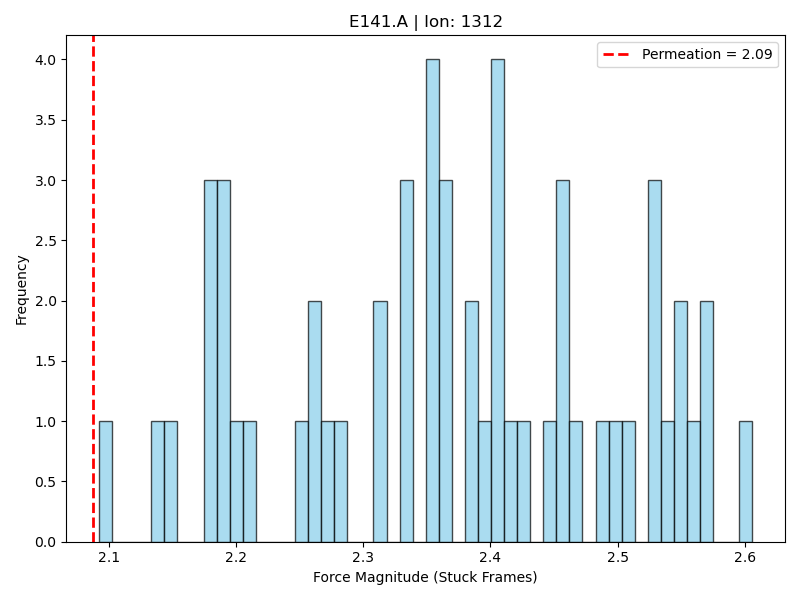 E141.A | Ion: 1312
Permeation = 2.09
4.0
3.5
3.0
2.5
2.0
1.5
1.0
0.5
0.0
Frequency
2.1 2.2 2.3 2.4 2.5 2.6
Force Magnitude (Stuck Frames)